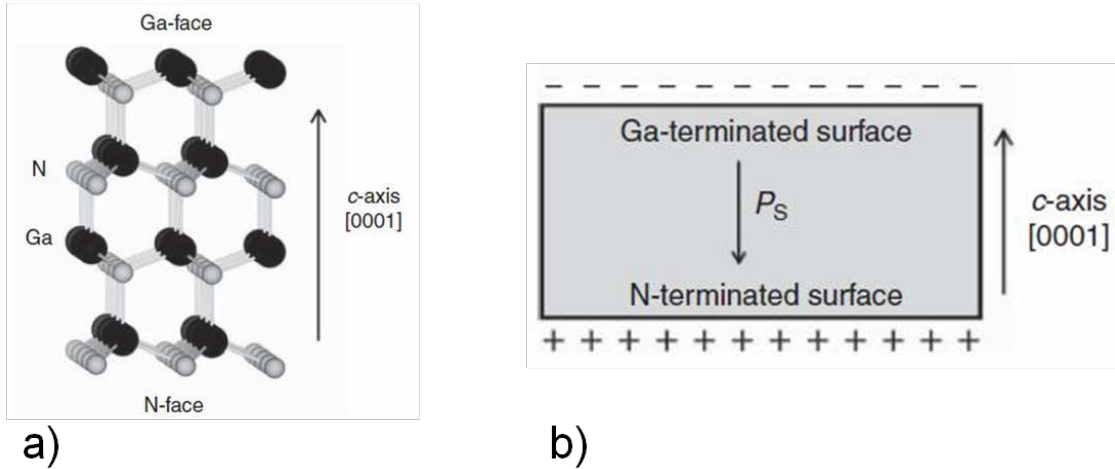 Ga-face
N
Ga
c-axis
[0001]
N-face
a)
– – – – – – – – – – – –
Ga-terminated surface
PS
N-terminated surface
+ + + + + + + + + + + +
c-axis
[0001]
b)